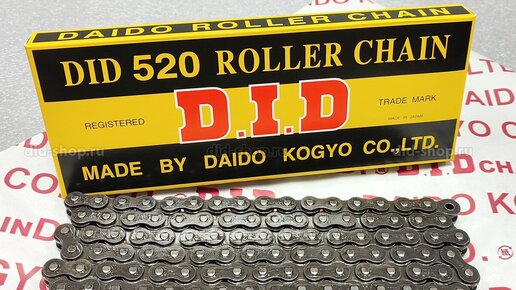 DAIDO ROLLER CHAIN
DID 520 ROLLER CHAIN
REGISTERED
D.I.D
TRADE MARK
MADE IN JAPAN
did-shop.ru
did-shop.ru
MADE BY DAIDO KOGYO CO.,LTD.